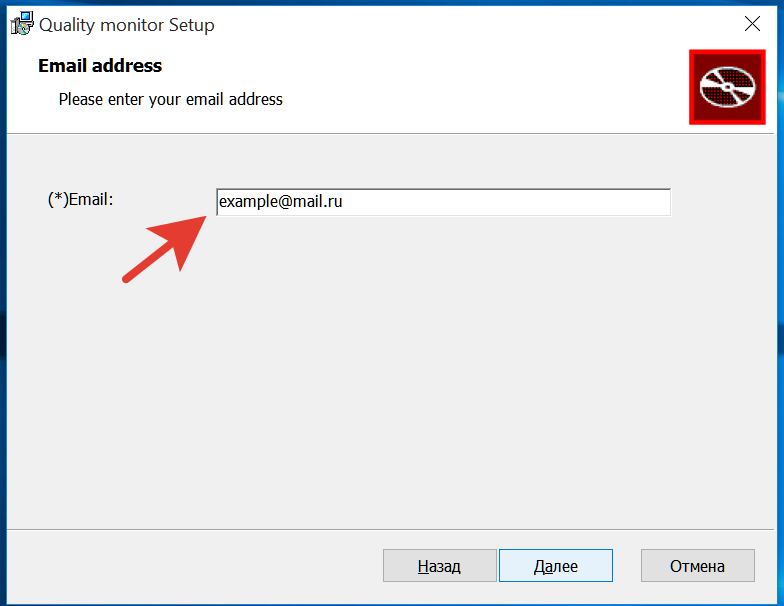 Quality monitor Setup
Email address
Please enter your email address
(*)Email:
example@mail.ru
Назад
Далее
Отмена